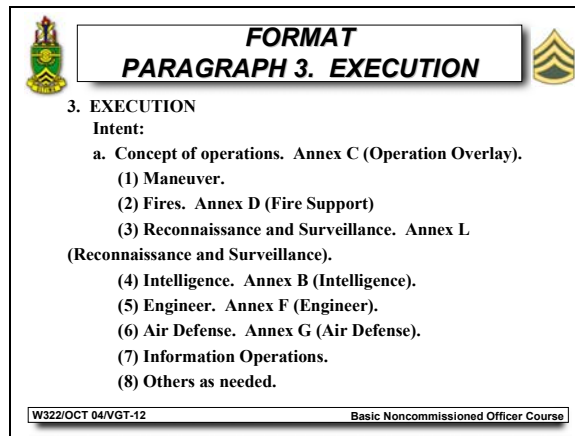 FORMAT
PARAGRAPH 3. EXECUTION
3. EXECUTION
Intent:
a. Concept of operations. Annex C (Operation Overlay).
(1) Maneuver.
(2) Fires. Annex D (Fire Support)
(3) Reconnaissance and Surveillance. Annex L
(Reconnaissance and Surveillance).
(4) Intelligence. Annex B (Intelligence).
(5) Engineer. Annex F (Engineer).
(6) Air Defense. Annex G (Air Defense).
(7) Information Operations.
(8) Others as needed.
W322/OCT 04/VGT-12
Basic Noncommissioned Officer Course